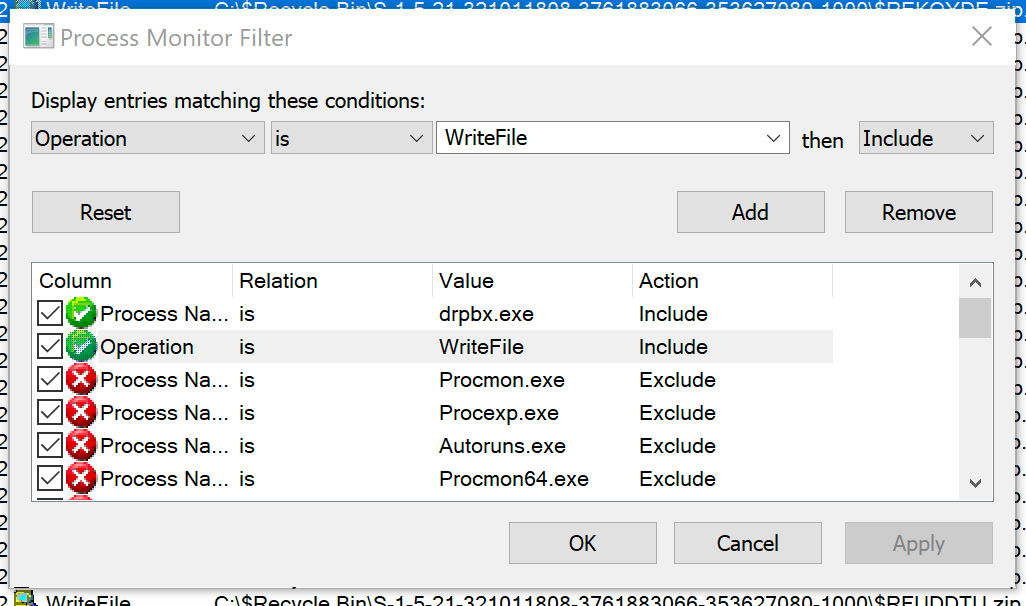 2 WriteFile C:\$Recycle.Bin\S-1-5-21-321011808-3761883066-353627080-1000\$REKOYDE.zip.
Process Monitor Filter
Display entries matching these conditions:
Operation is WriteFile then Include
Reset Add Remove
Column Relation Value Action
Process Na... is drpbx.exe Include
Operation is WriteFile Include
Process Na... is Procmon.exe Exclude
Process Na... is Procexp.exe Exclude
Process Na... is Autoruns.exe Exclude
Process Na... is Procmon64.exe Exclude
OK Cancel Apply
2 WriteFile C:\$Recycle.Bin\S-1-5-21-321011808-3761883066-353627080-1000\$REUDDTU.zip